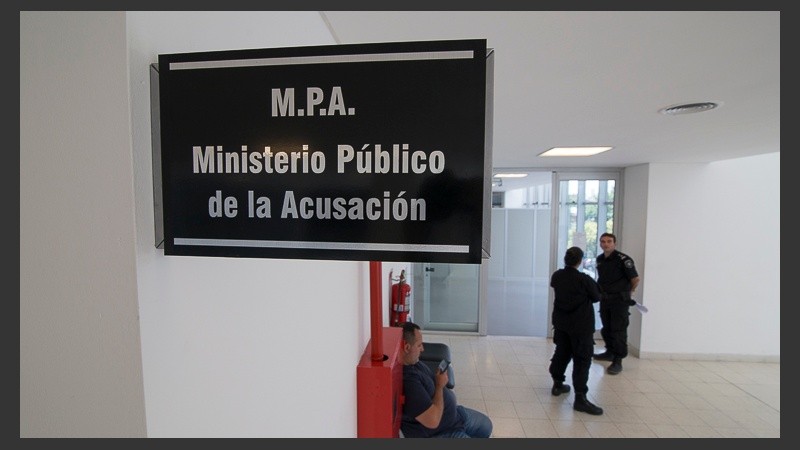 M.P.A.
Ministerio Público
de la Acusación